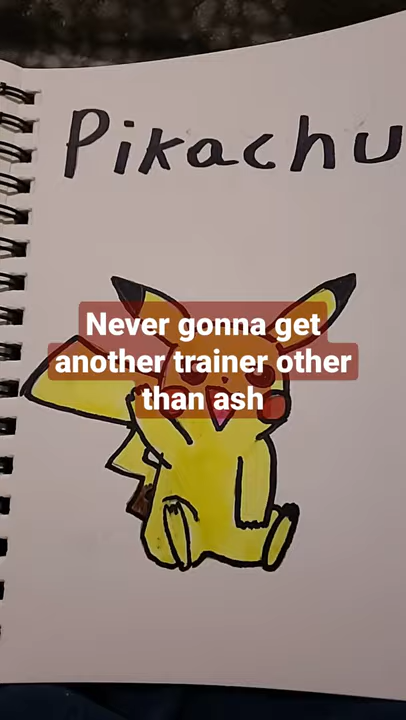 Pikachu
Never gonna get
another trainer other
than ash